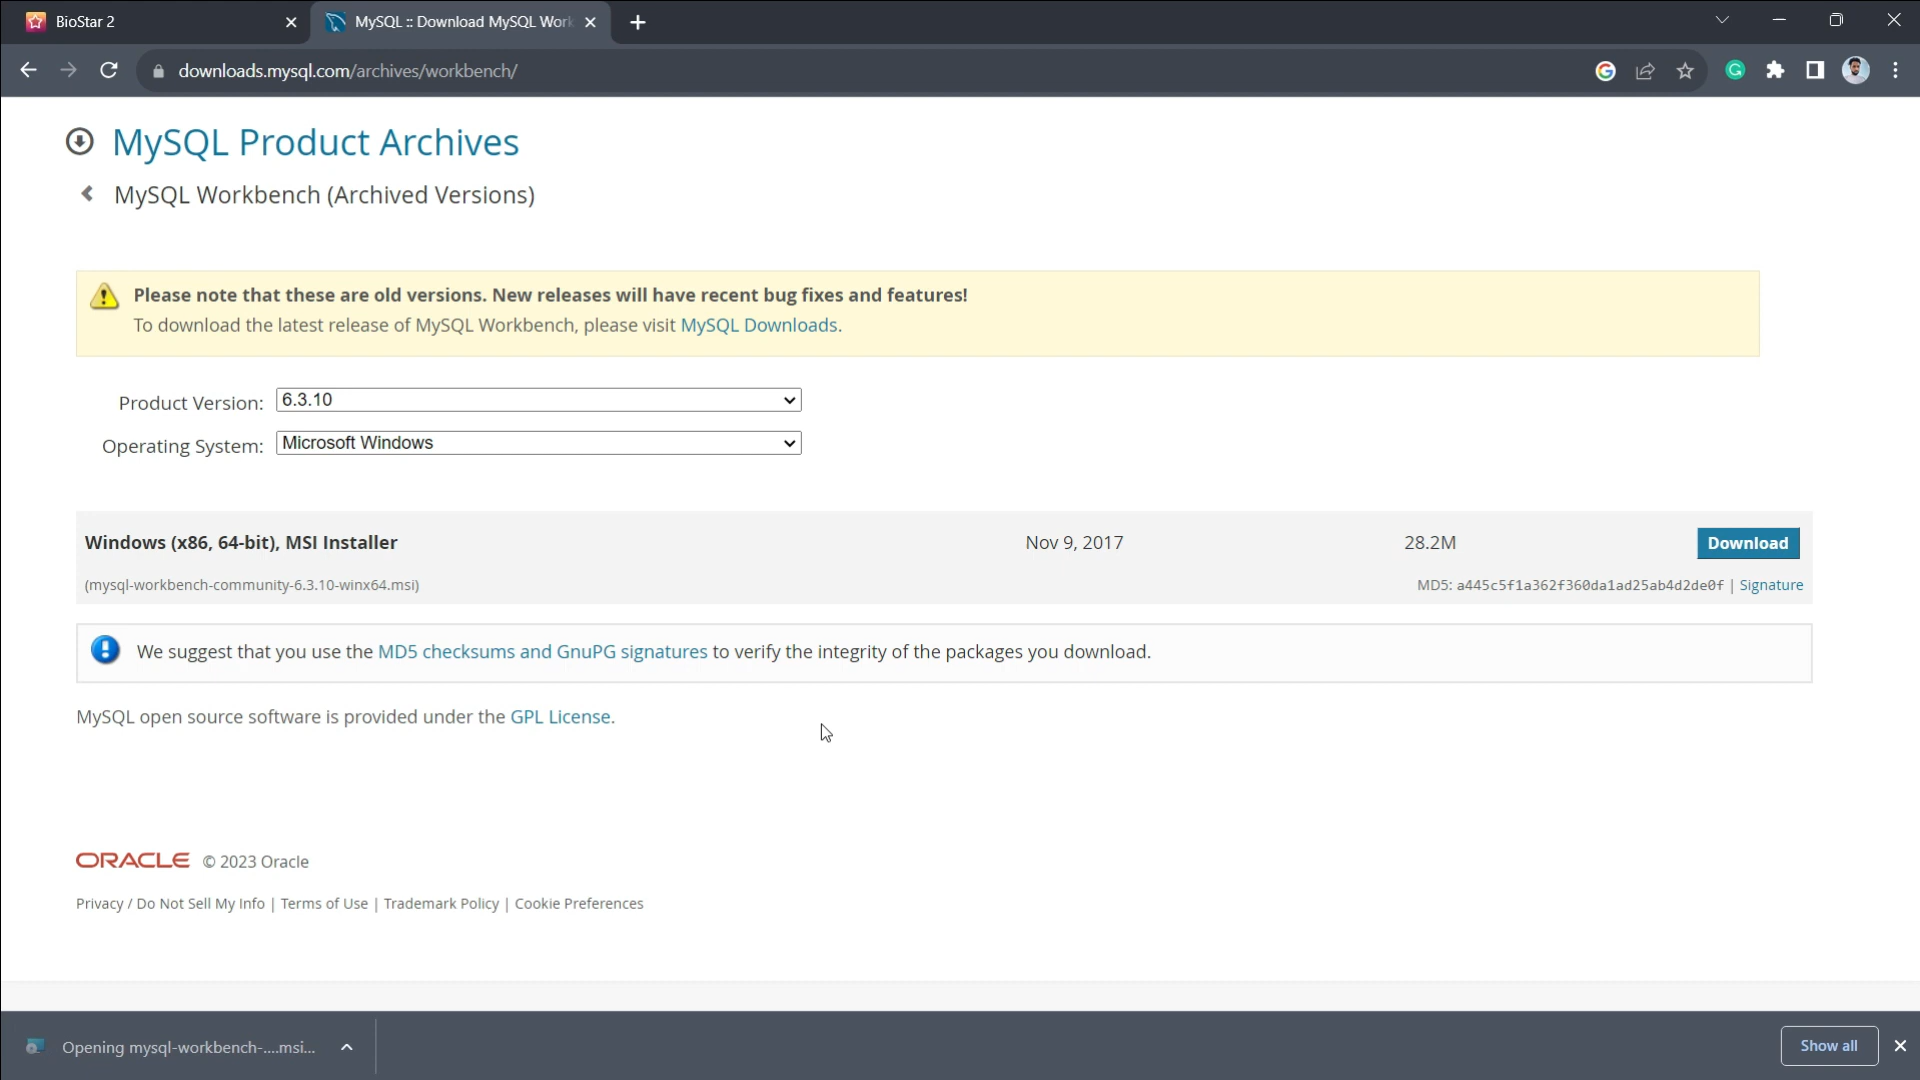 BioStar 2
MySQL :: Download MySQL Work
downloads.mysql.com/archives/workbench/
MySQL Product Archives
MySQL Workbench (Archived Versions)
Please note that these are old versions. New releases will have recent bug fixes and features!
To download the latest release of MySQL Workbench, please visit MySQL Downloads.
Product Version: 6.3.10
Operating System: Microsoft Windows
Windows (x86, 64-bit), MSI Installer Nov 9, 2017 28.2M Download
(mysql-workbench-community-6.3.10-winx64.msi) MD5: a445c5f1a362f360da1ad25ab4d2de0f | Signature
We suggest that you use the MD5 checksums and GnuPG signatures to verify the integrity of the packages you download.
MySQL open source software is provided under the GPL License.
ORACLE © 2023 Oracle
Privacy / Do Not Sell My Info | Terms of Use | Trademark Policy | Cookie Preferences
Opening mysql-workbench-....msi... Show all